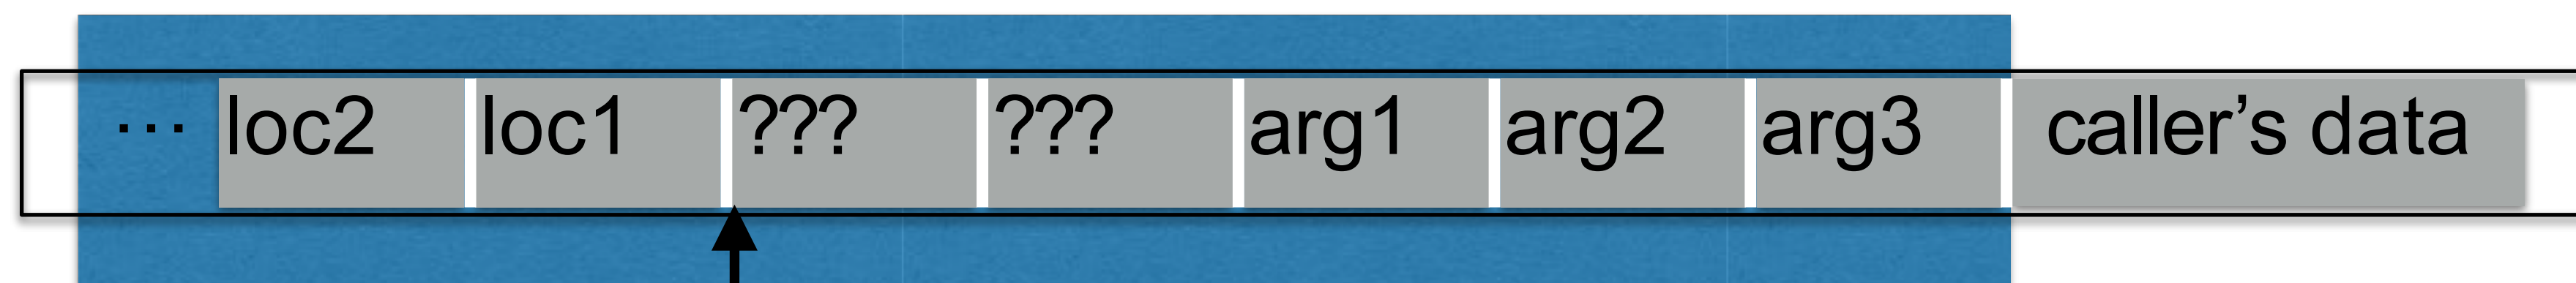 … loc2 loc1 ??? ??? arg1 arg2 arg3 caller’s data